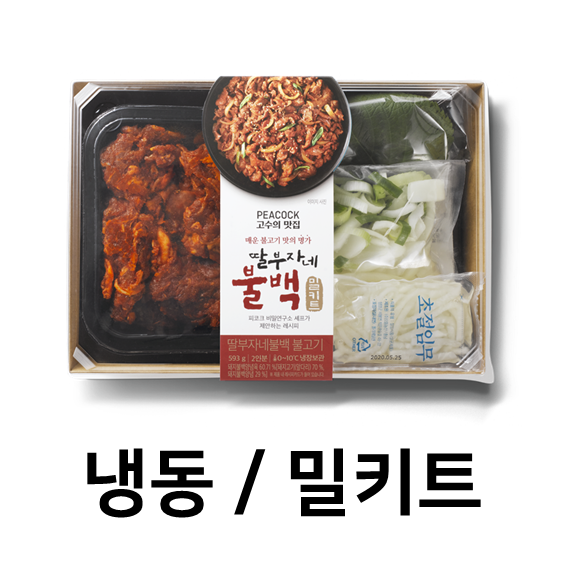 PEACOCK
고수의 맛집
매운 불고기 맛의 명가
딸부자네
불백
밀키트
피코크 비밀연구소 셰프가
제안하는 레시피
딸부자네불백 불고기
593 g 2인분 0~10℃ 냉장보관
초절임무
2020.05.25
냉동 / 밀키트